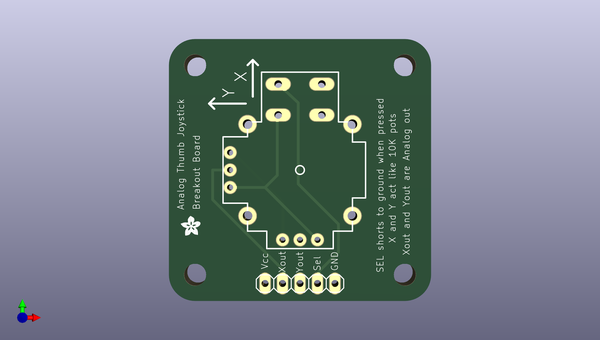 X
Y
Analog Thumb Joystick
Breakout Board
SEL shorts to ground when pressed
X and Y act like 10K pots
Xout and Yout are Analog out
Vcc
Xout
Yout
Sel
GND